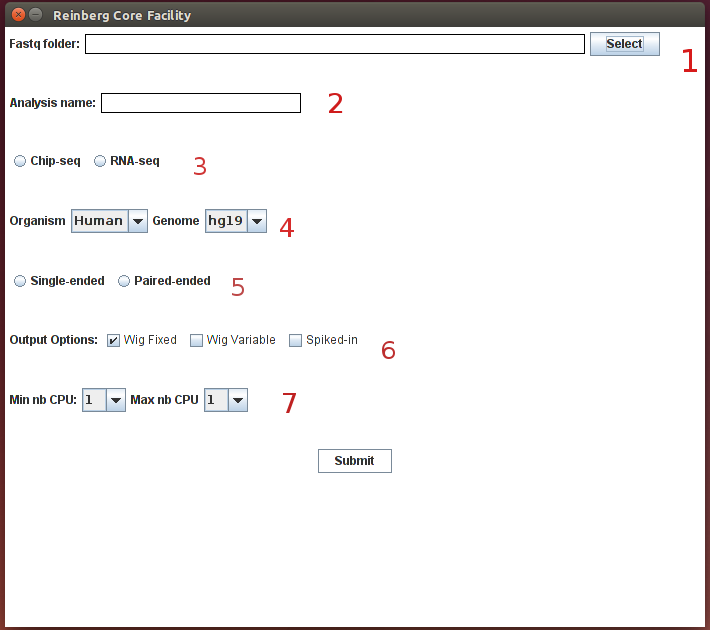 Reinberg Core Facility
Fastq folder: Select 1
Analysis name: 2
Chip-seq RNA-seq 3
Organism Human Genome hg19 4
Single-ended Paired-ended 5
Output Options: Wig Fixed Wig Variable Spiked-in 6
Min nb CPU: 1 Max nb CPU 1 7
Submit